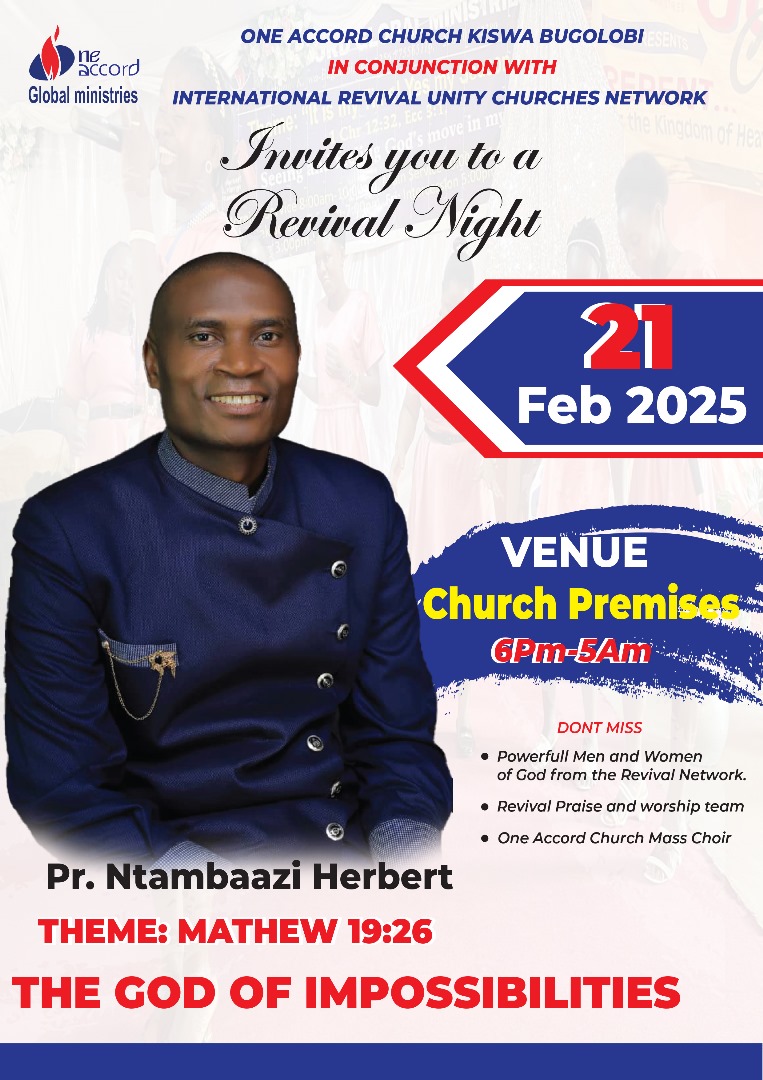 One
accord
Global ministries
ONE ACCORD CHURCH KISWA BUGOLOBI
IN CONJUNCTION WITH
INTERNATIONAL REVIVAL UNITY CHURCHES NETWORK
Invites you to a
Revival Night
21
Feb 2025
VENUE
Church Premises
6Pm-5Am
DONT MISS
• Powerfull Men and Women
of God from the Revival Network.
• Revival Praise and worship team
• One Accord Church Mass Choir
Pr. Ntambaazi Herbert
THEME: MATHEW 19:26
THE GOD OF IMPOSSIBILITIES